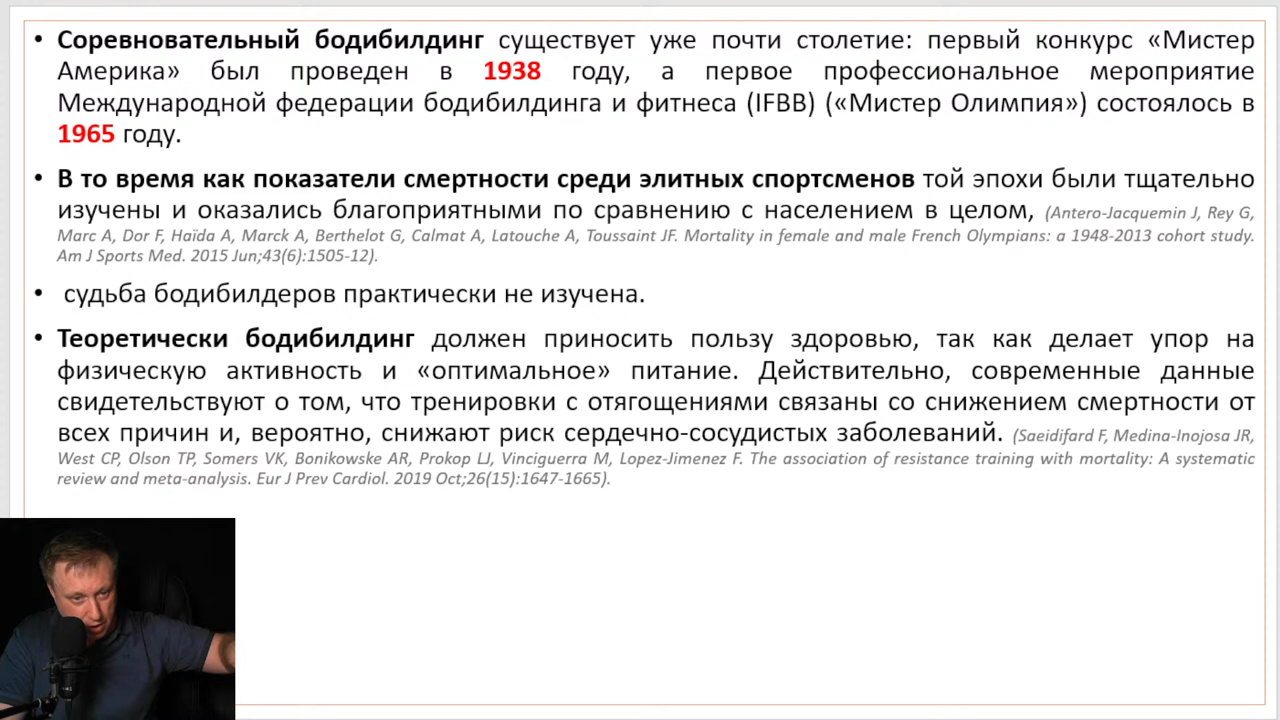 • Соревновательный бодибилдинг существует уже почти столетие: первый конкурс «Мистер
Америка» был проведен в 1938 году, а первое профессиональное мероприятие
Международной федерации бодибилдинга и фитнеса (IFBB) («Мистер Олимпия») состоялось в
1965 году.
• В то время как показатели смертности среди элитных спортсменов той эпохи были тщательно
изучены и оказались благоприятными по сравнению с населением в целом, (Antero-Jacquemin J, Rey G,
Marc A, Dor F, Haïda A, Marck A, Berthelot G, Calmat A, Latouche A, Toussaint JF. Mortality in female and male French Olympians: a 1948-2013 cohort study.
Am J Sports Med. 2015 Jun;43(6):1505-12).
• судьба бодибилдеров практически не изучена.
• Теоретически бодибилдинг должен приносить пользу здоровью, так как делает упор на
физическую активность и «оптимальное» питание. Действительно, современные данные
свидетельствуют о том, что тренировки с отягощениями связаны со снижением смертности от
всех причин и, вероятно, снижают риск сердечно-сосудистых заболеваний. (Saeidifard F, Medina-Inojosa JR,
West CP, Olson TP, Somers VK, Bonikowske AR, Prokop LJ, Vinciguerra M, Lopez-Jimenez F. The association of resistance training with mortality: A systematic
review and meta-analysis. Eur J Prev Cardiol. 2019 Oct;26(15):1647-1665).